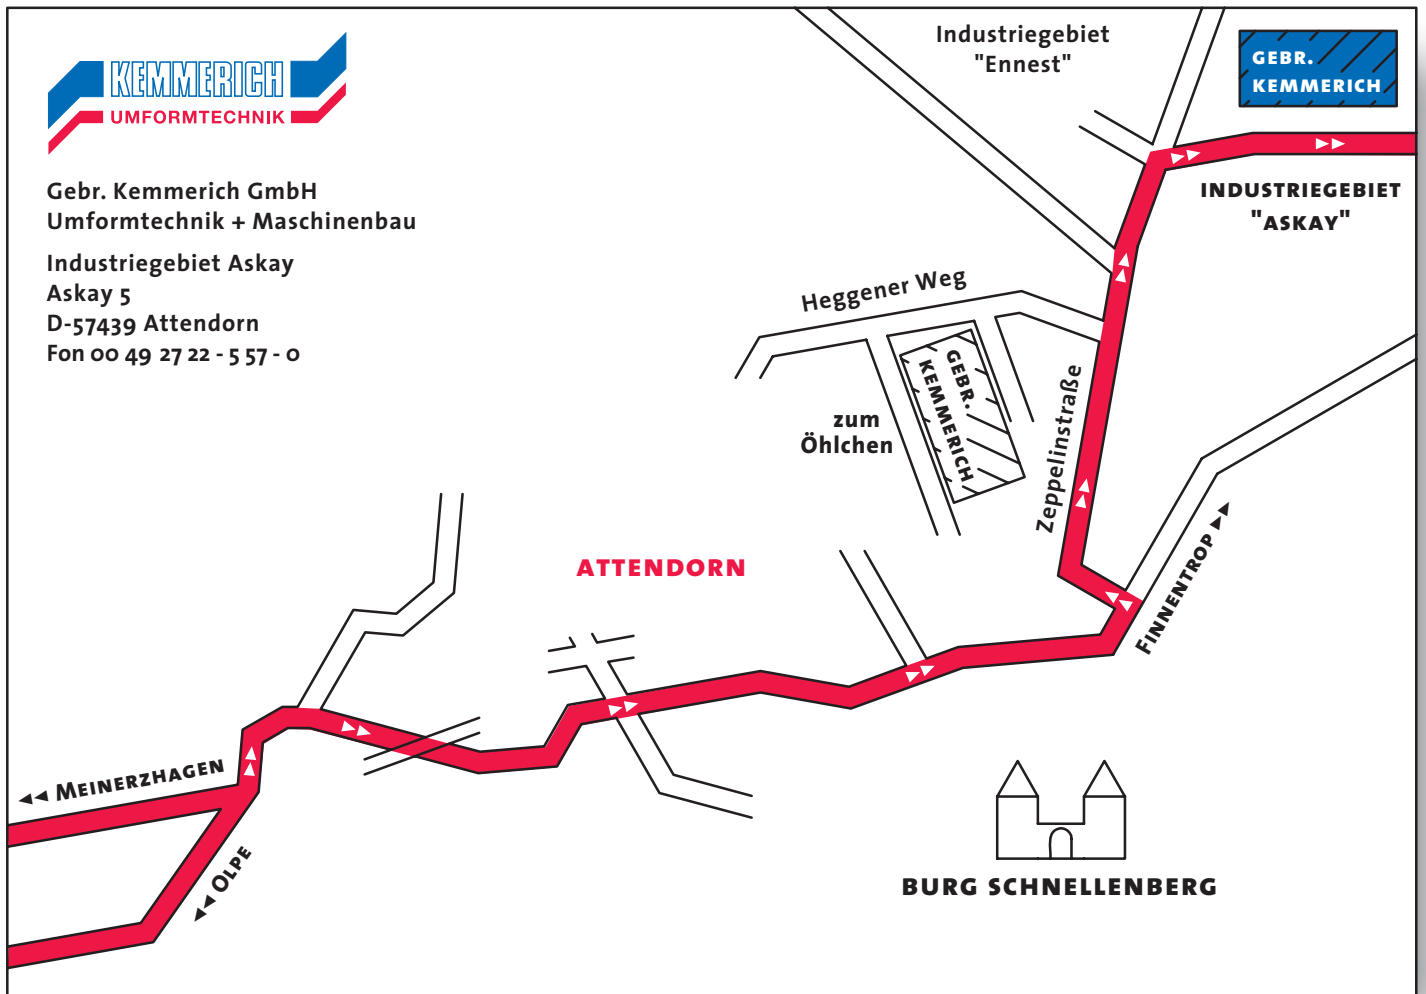 KEMMERICH
UMFORMTECHNIK
Gebr. Kemmerich GmbH
Umformtechnik + Maschinenbau
Industriegebiet Askay
Askay 5
D-57439 Attendorn
Fon 00 49 27 22 - 5 57 - 0
Industriegebiet
"Ennest"
GEBR.
KEMMERICH
INDUSTRIEGEBIET
"ASKAY"
Heggener Weg
GEBR.
KEMMERICH
zum
Öhlchen
Zeppelinstraße
ATTENDORN
FINNENTROP
MEINERZHAGEN
OLPE
BURG SCHNELLENBERG